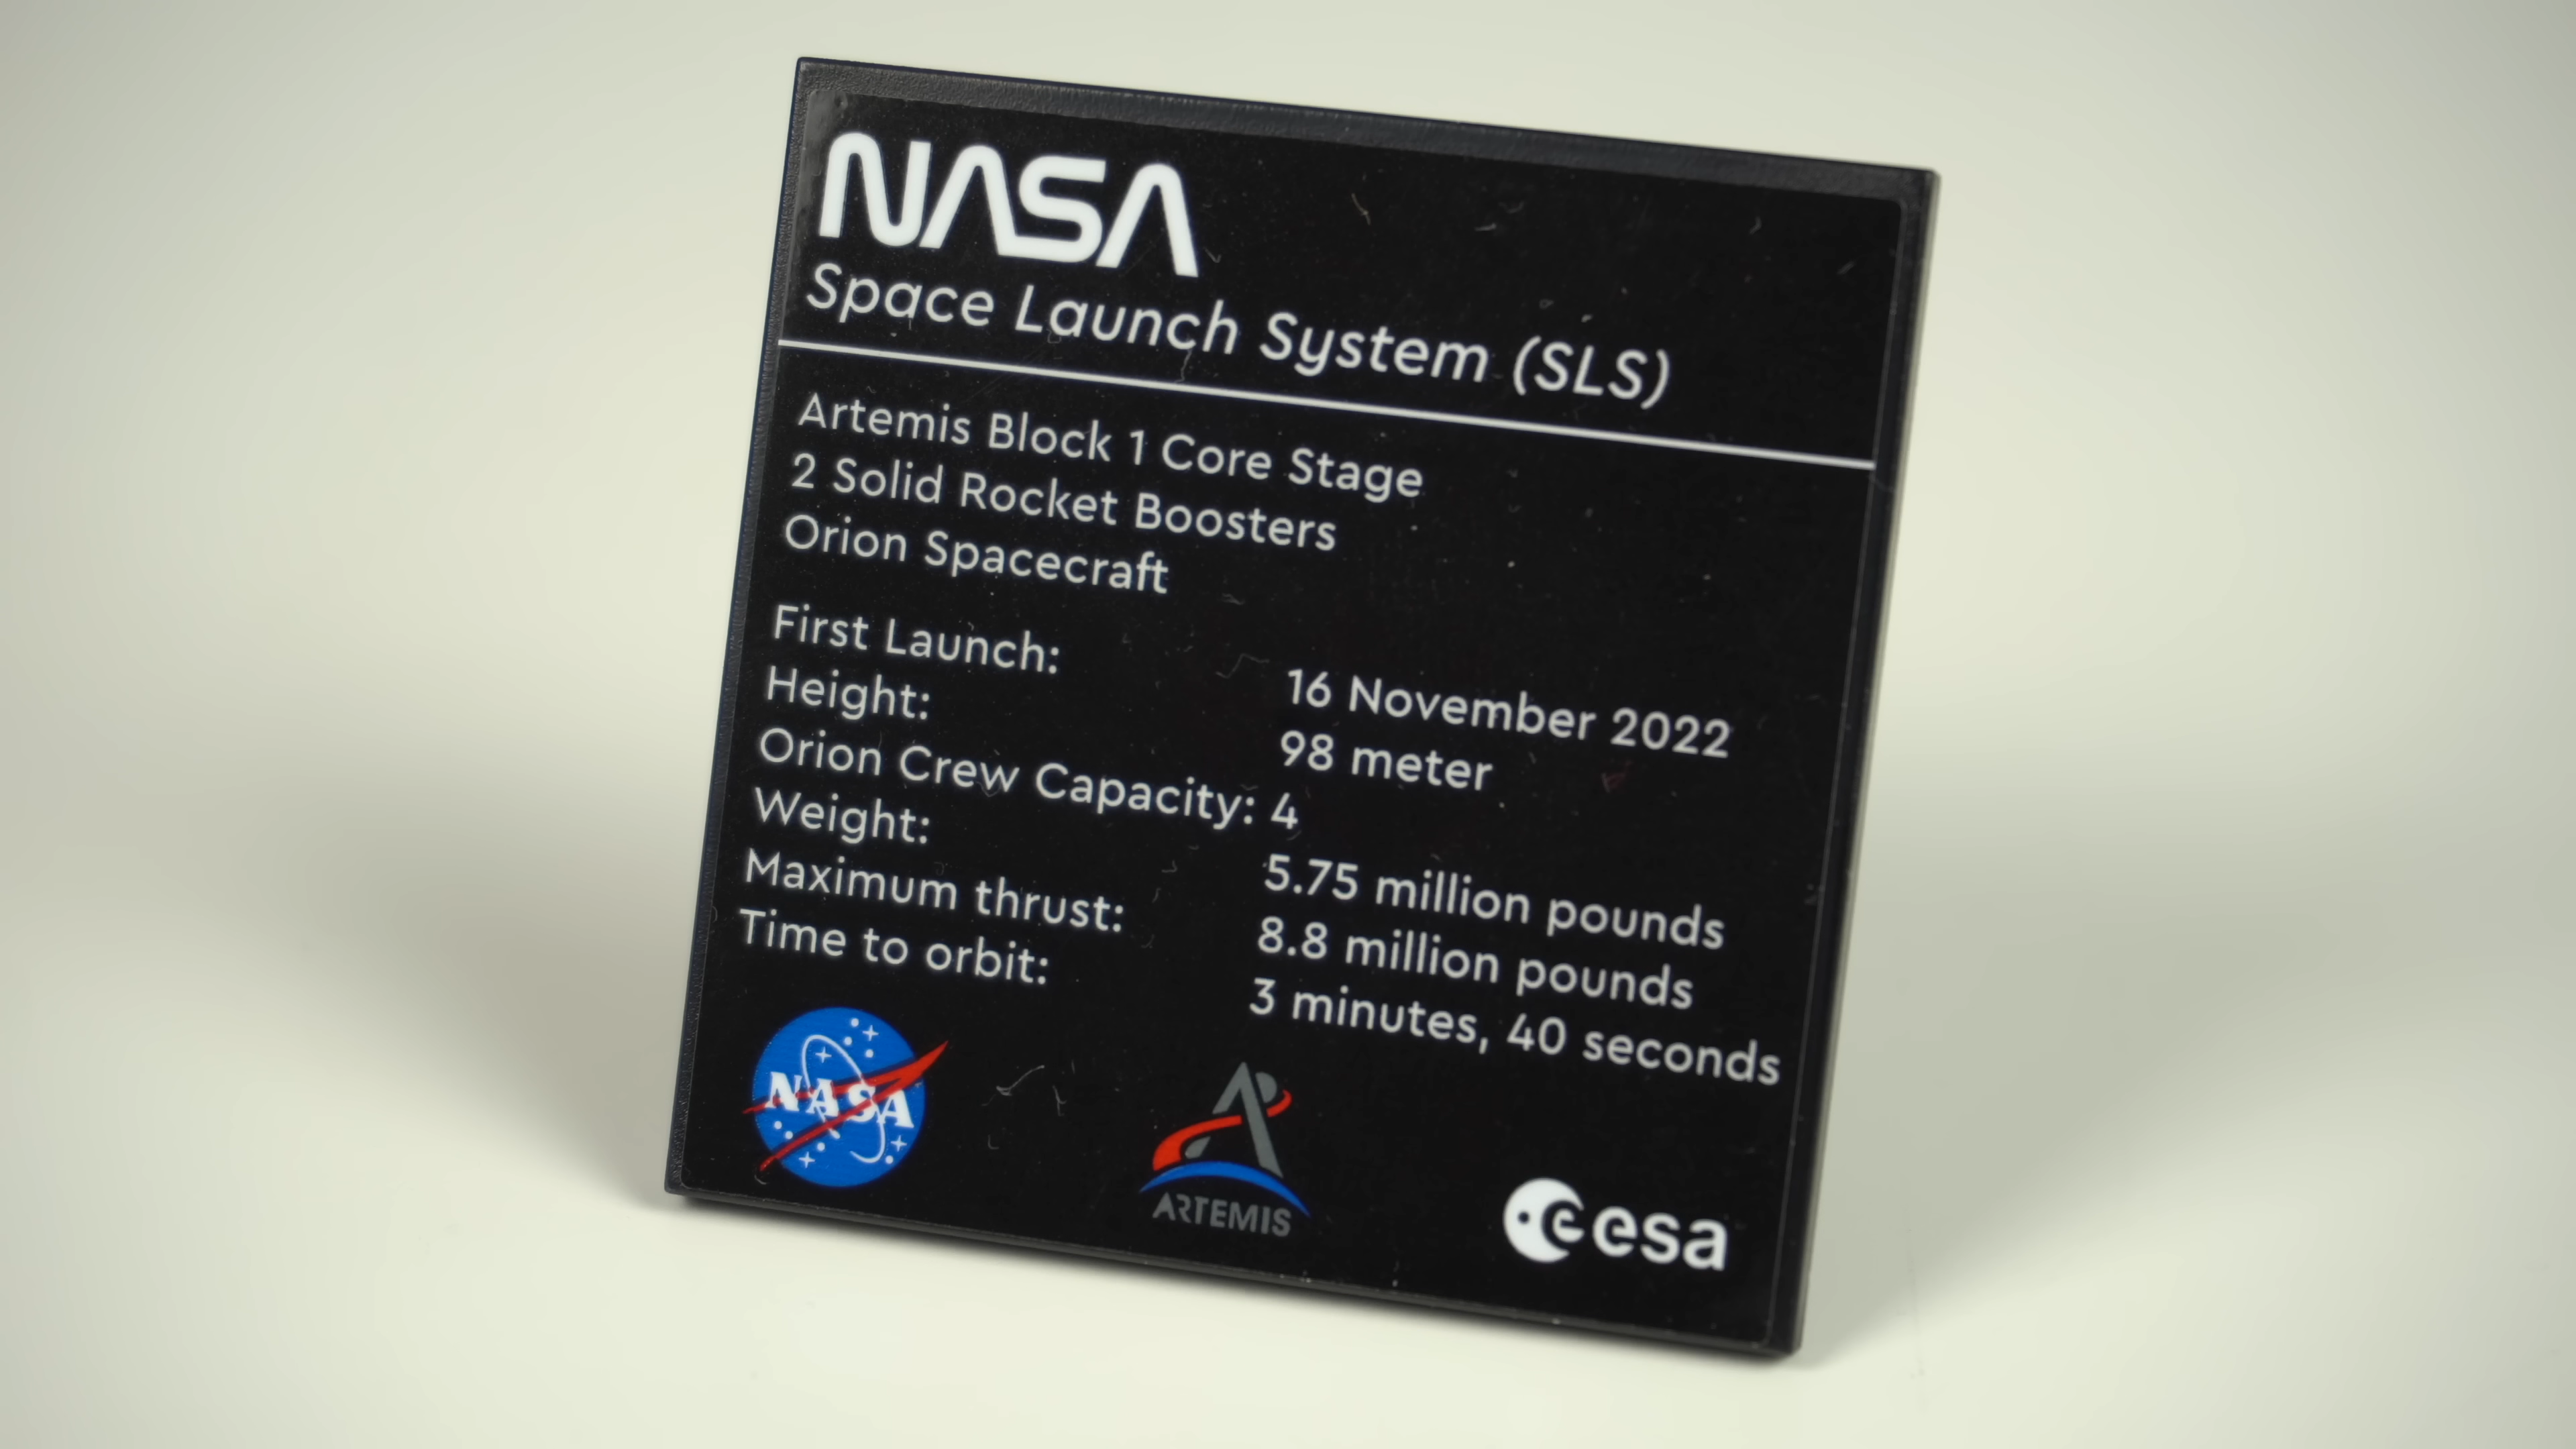 NASA
Space Launch System (SLS)
Artemis Block 1 Core Stage
2 Solid Rocket Boosters
Orion Spacecraft
First Launch: 16 November 2022
Height: 98 meter
Orion Crew Capacity: 4
Weight: 5.75 million pounds
Maximum thrust: 8.8 million pounds
Time to orbit: 3 minutes, 40 seconds
NASA
ARTEMIS
esa